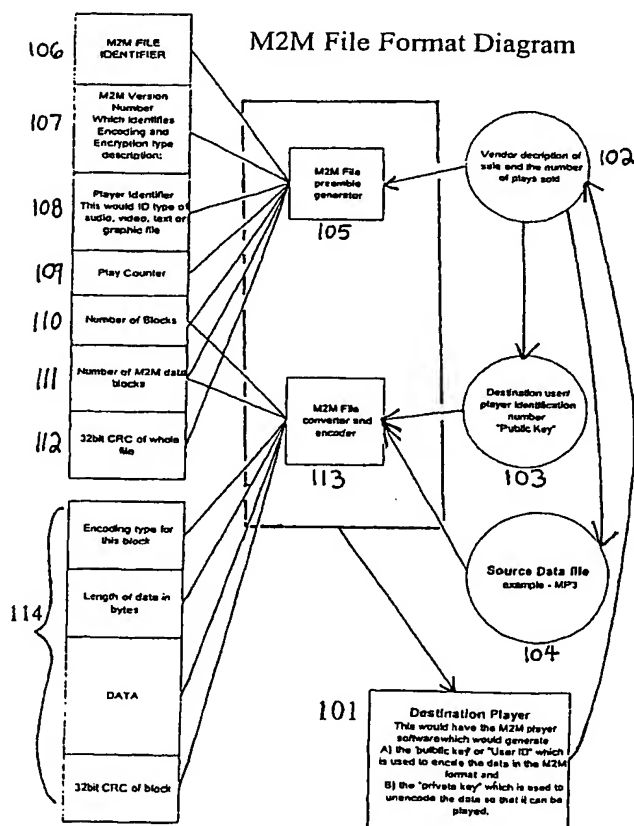 M2M File Format Diagram
106
M2M FILE
IDENTIFIER
107
M2M Version
Number
Which Identifies
Encoding and
Encryption type
description:
108
Player Identifier
This would ID type of
audio, video, text or
graphic file
109
Play Counter
110
Number of Blocks
111
Number of M2M data
blocks
112
32bit CRC of whole
file
114
Encoding type for
this block
Length of data in
bytes
DATA
32bit CRC of block
M2M File
preamble
generator
105
M2M File
converter and
encoder
113
Vendor decription of
sale end the number
of plays sold
102
Destination user/
player identification
number
"Public Key"
103
Source Data file
example - MP3
104
101
Destination Player
This would have the M2M player
software which would generate
A) the 'bulblic key' or "User ID" which
is used to encode the data in the M2M
format and
B) the "private key" which is used to
unencode the data so that it can be
played.